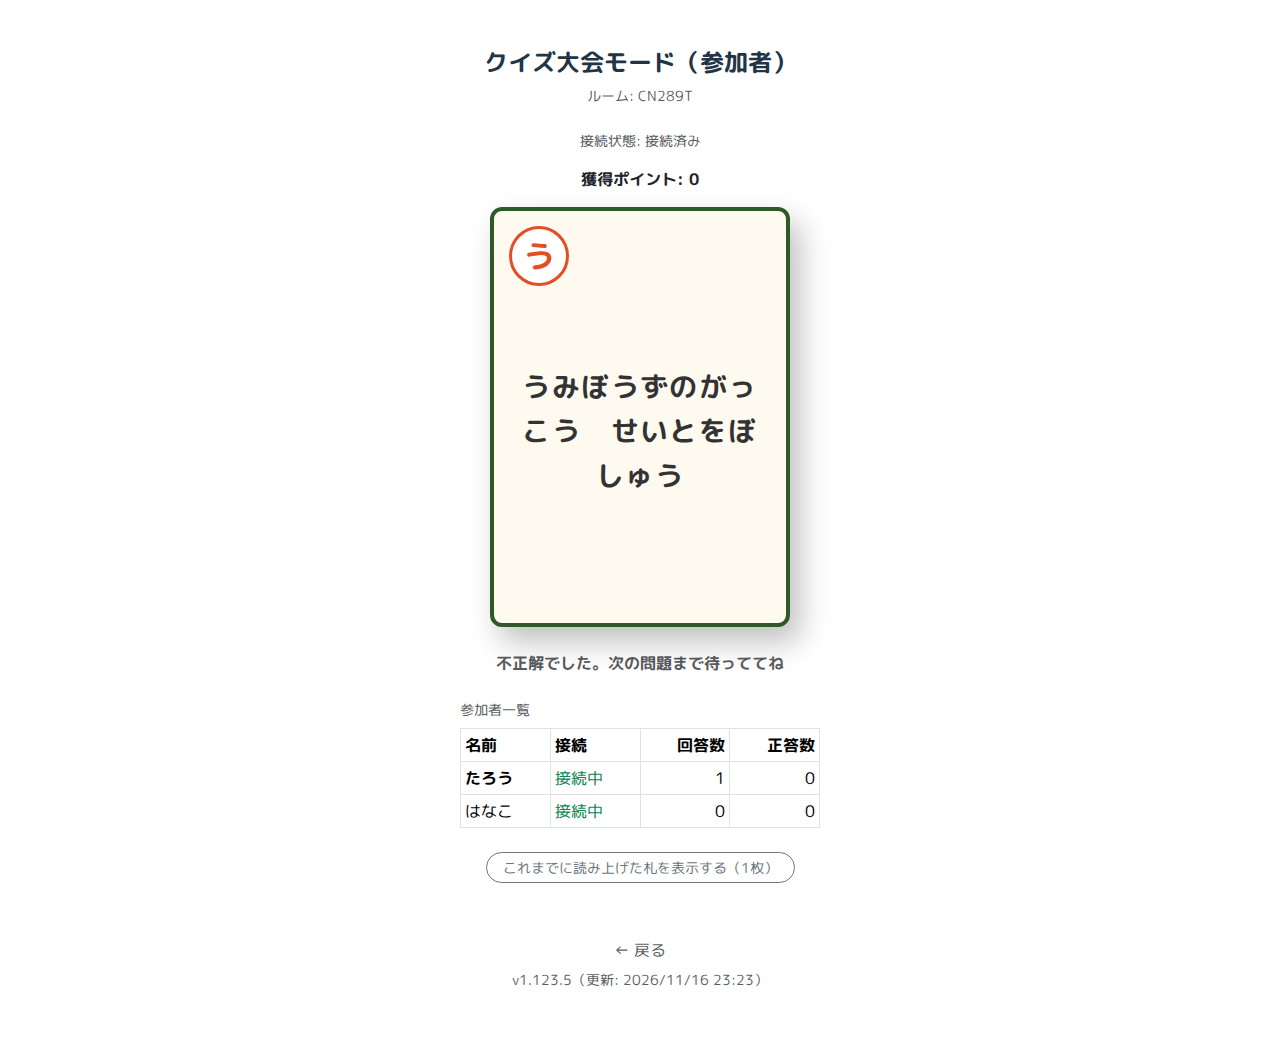 クイズ大会モード（参加者）
ルーム: CN289T
接続状態: 接続済み
獲得ポイント: 0
う
うみぼうずのがっ
こう　せいとをぼ
しゅう
不正解でした。次の問題まで待っててね
参加者一覧
名前 接続 回答数 正答数
たろう 接続中 1 0
はなこ 接続中 0 0
これまでに読み上げた札を表示する（1枚）
← 戻る
v1.123.5（更新: 2026/11/16 23:23）